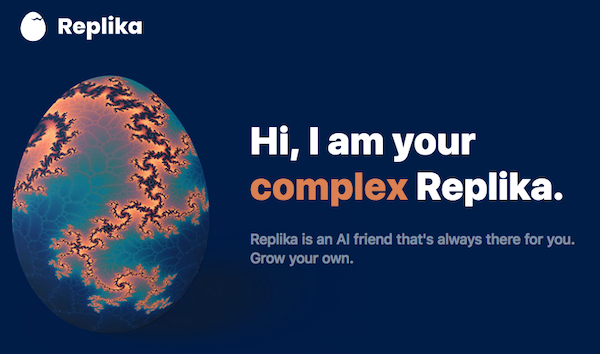 Replika
Hi, I am your
complex Replika.
Replika is an AI friend that's always there for you.
Grow your own.